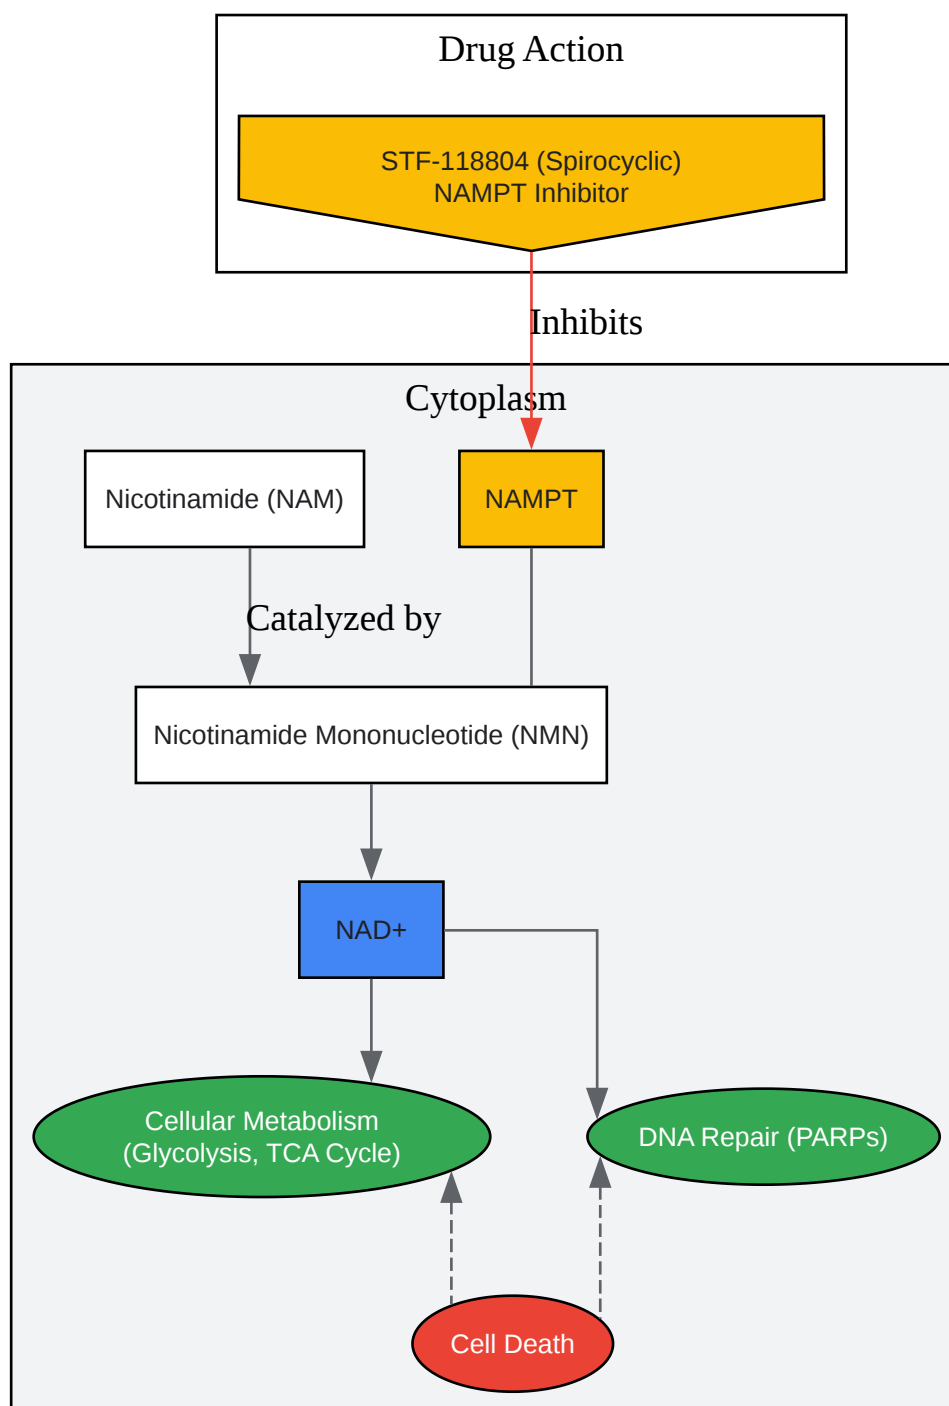 Drug Action
STF-118804 (Spirocyclic)
NAMPT Inhibitor
Inhibits
Cytoplasm
Nicotinamide (NAM)
NAMPT
Catalyzed by
Nicotinamide Mononucleotide (NMN)
NAD+
Cellular Metabolism
(Glycolysis, TCA Cycle)
DNA Repair (PARPs)
Cell Death